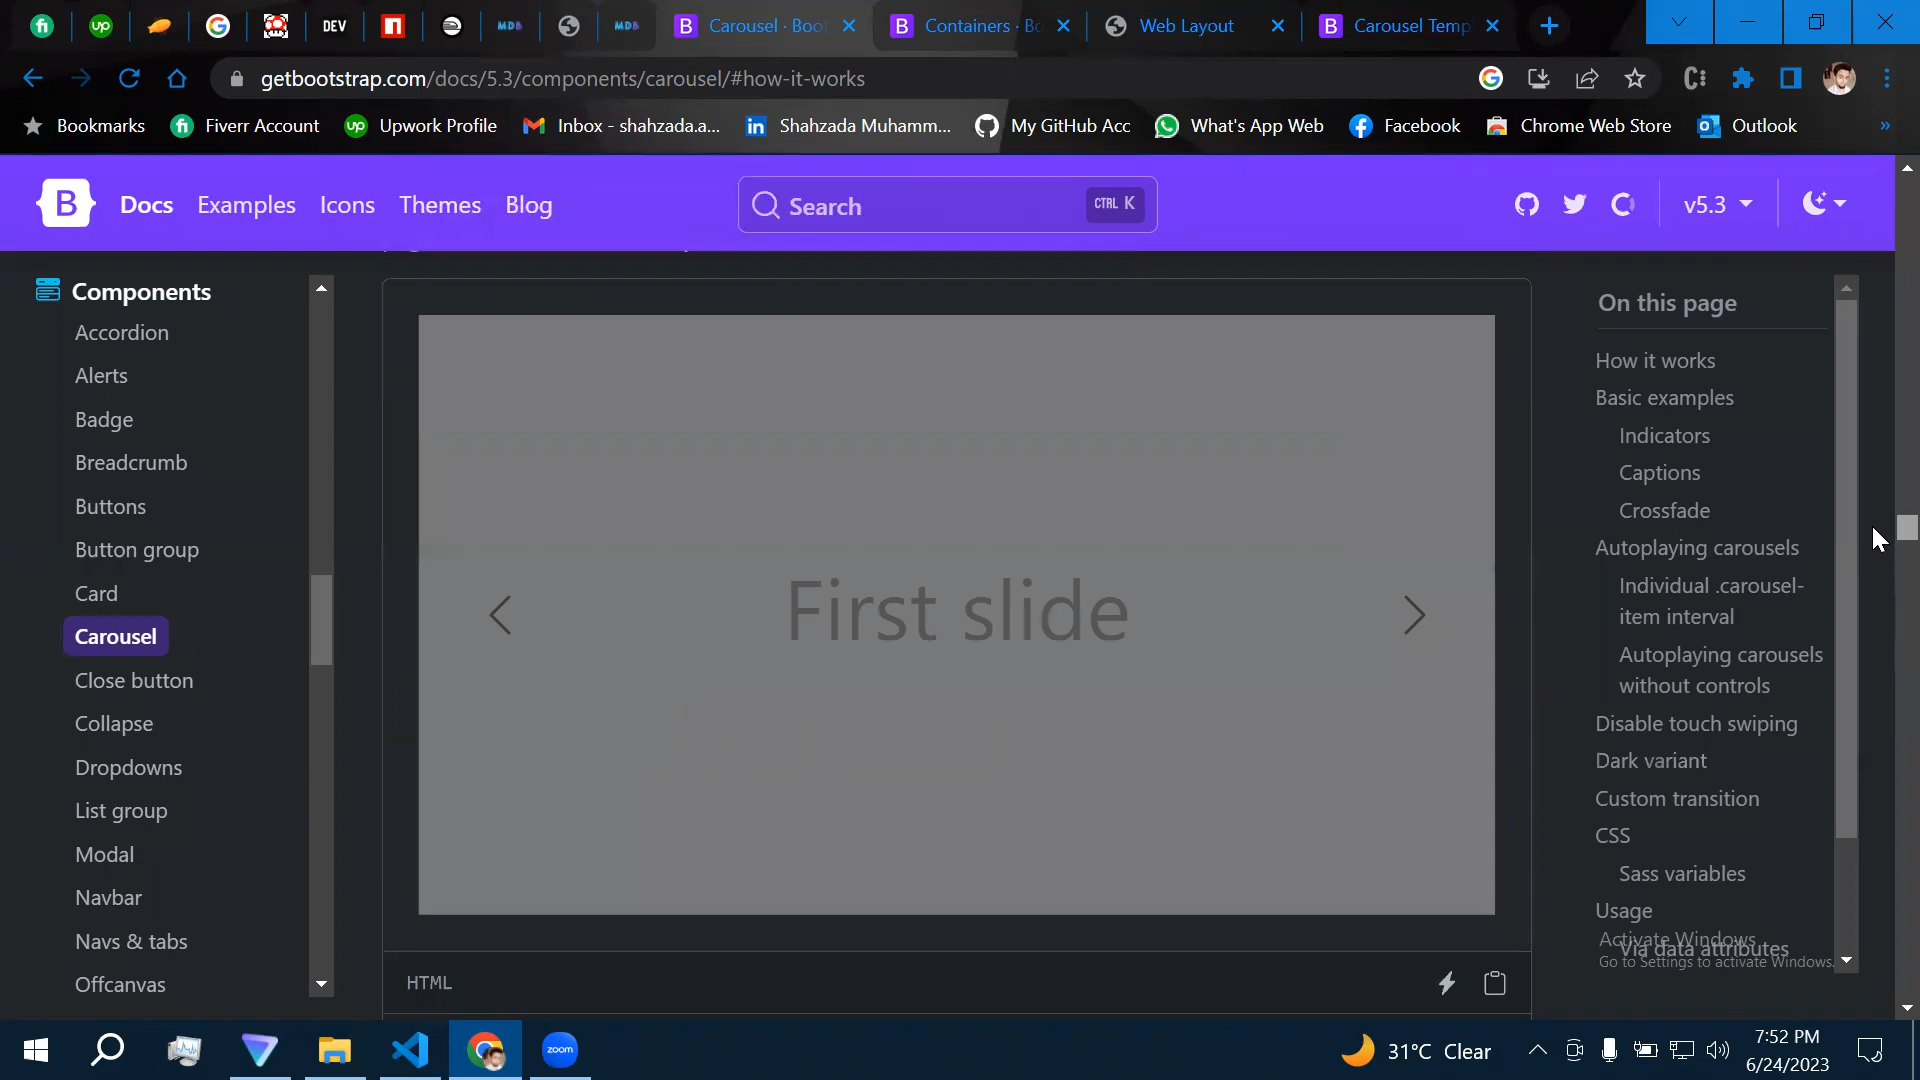 DEV
MDB
MDB
Carousel · Boot
Containers · Bo
Web Layout
Carousel Temp
getbootstrap.com/docs/5.3/components/carousel/#how-it-works
Bookmarks
Fiverr Account
up
Upwork Profile
Inbox - shahzada.a...
Shahzada Muhamm...
My GitHub Acc
What's App Web
Facebook
Chrome Web Store
Outlook
»
B
Docs
Examples
Icons
Themes
Blog
Search
CTRL K
v5.3
Components
Accordion
Alerts
Badge
Breadcrumb
Buttons
Button group
Card
Carousel
Close button
Collapse
Dropdowns
List group
Modal
Navbar
Navs & tabs
Offcanvas
First slide
HTML
On this page
How it works
Basic examples
Indicators
Captions
Crossfade
Autoplaying carousels
Individual .carousel-
item interval
Autoplaying carousels
without controls
Disable touch swiping
Dark variant
Custom transition
CSS
Sass variables
Usage
Via data attributes
Activate Windows
Go to Settings to activate Windows.
zoom
31°C Clear
7:52 PM
6/24/2023